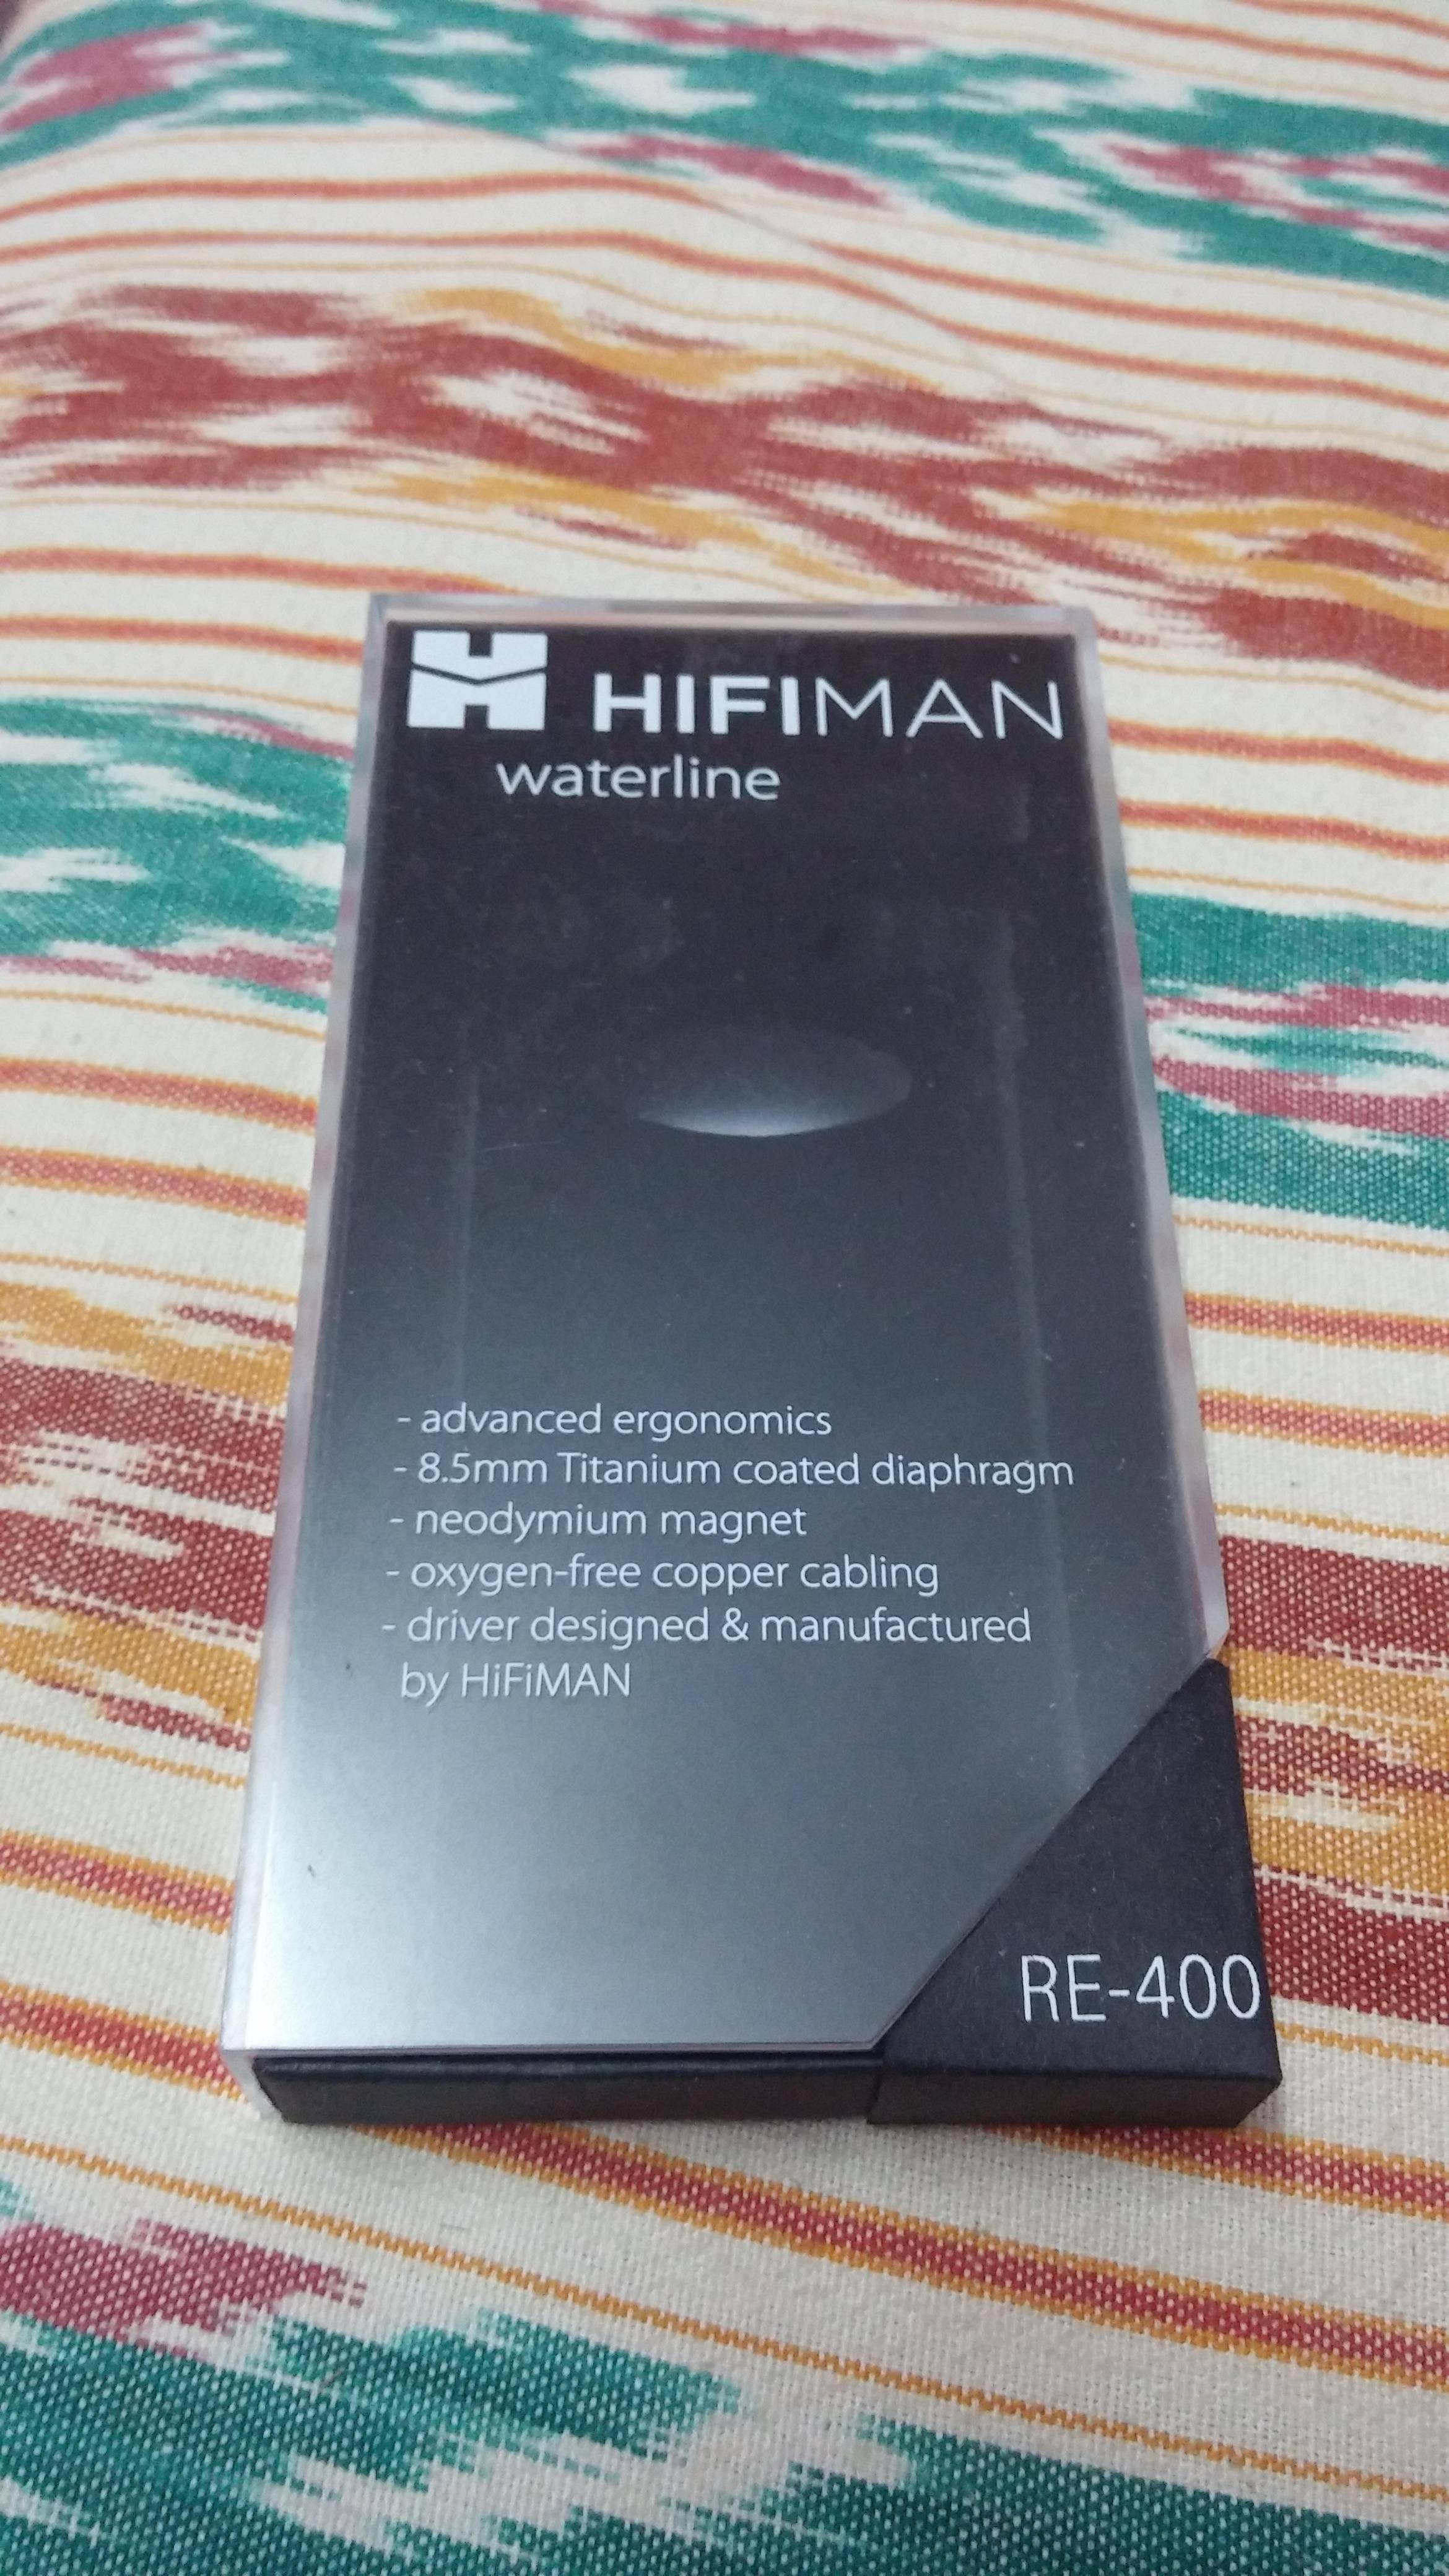 HIFIMAN
waterline
- advanced ergonomics
- 8.5mm Titanium coated diaphragm
- neodymium magnet
- oxygen-free copper cabling
- driver designed & manufactured
by HiFiMAN
RE-400